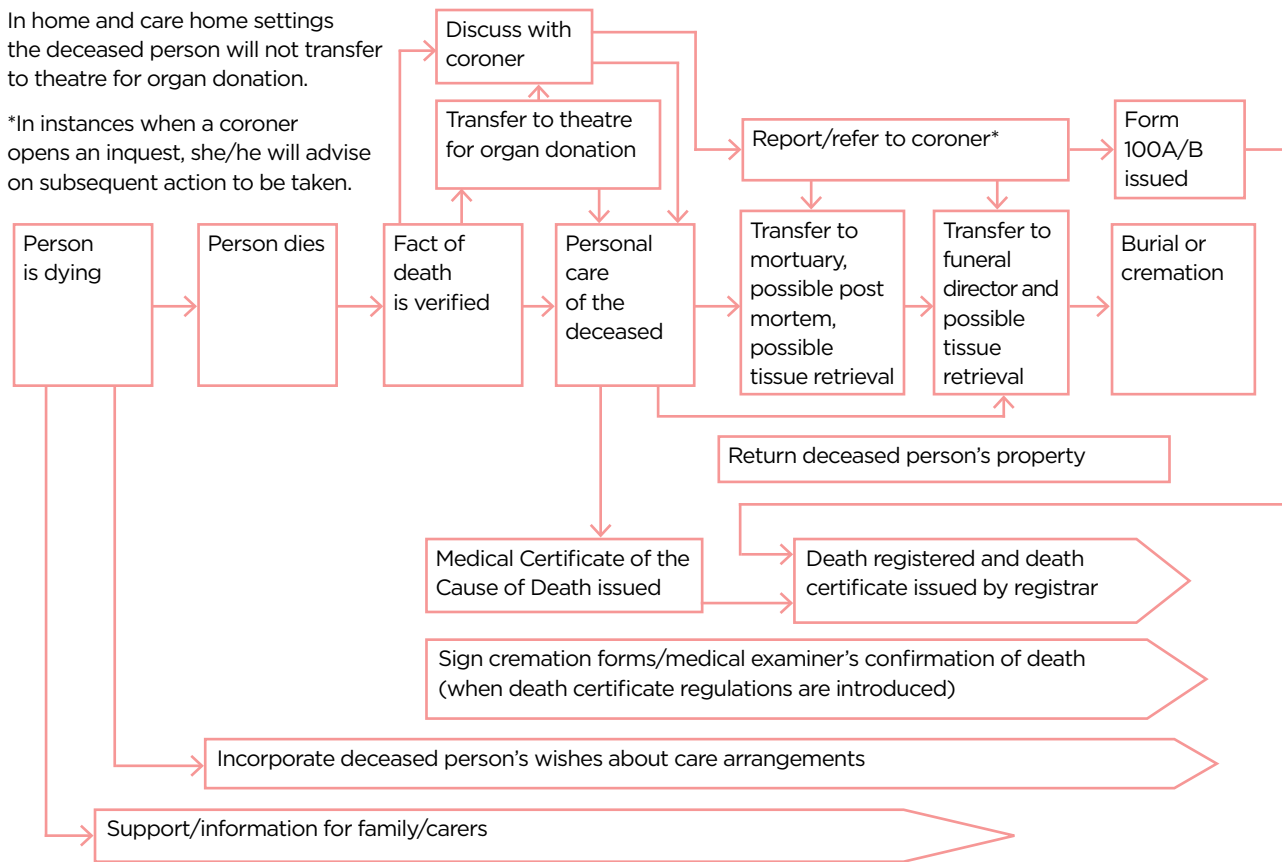 In home and care home settings
the deceased person will not transfer
to theatre for organ donation.
*In instances when a coroner
opens an inquest, she/he will advise
on subsequent action to be taken.
Discuss with
coroner
Transfer to theatre
for organ donation
Report/refer to coroner*
Form
100A/B
issued
Person
is dying
Person dies
Fact of
death
is verified
Personal
care
of the
deceased
Transfer to
mortuary,
possible post
mortem,
possible
tissue retrieval
Transfer to
funeral
director and
possible
tissue
retrieval
Burial or
cremation
Return deceased person’s property
Medical Certificate of the
Cause of Death issued
Death registered and death
certificate issued by registrar
Sign cremation forms/medical examiner’s confirmation of death
(when death certificate regulations are introduced)
Incorporate deceased person’s wishes about care arrangements
Support/information for family/carers